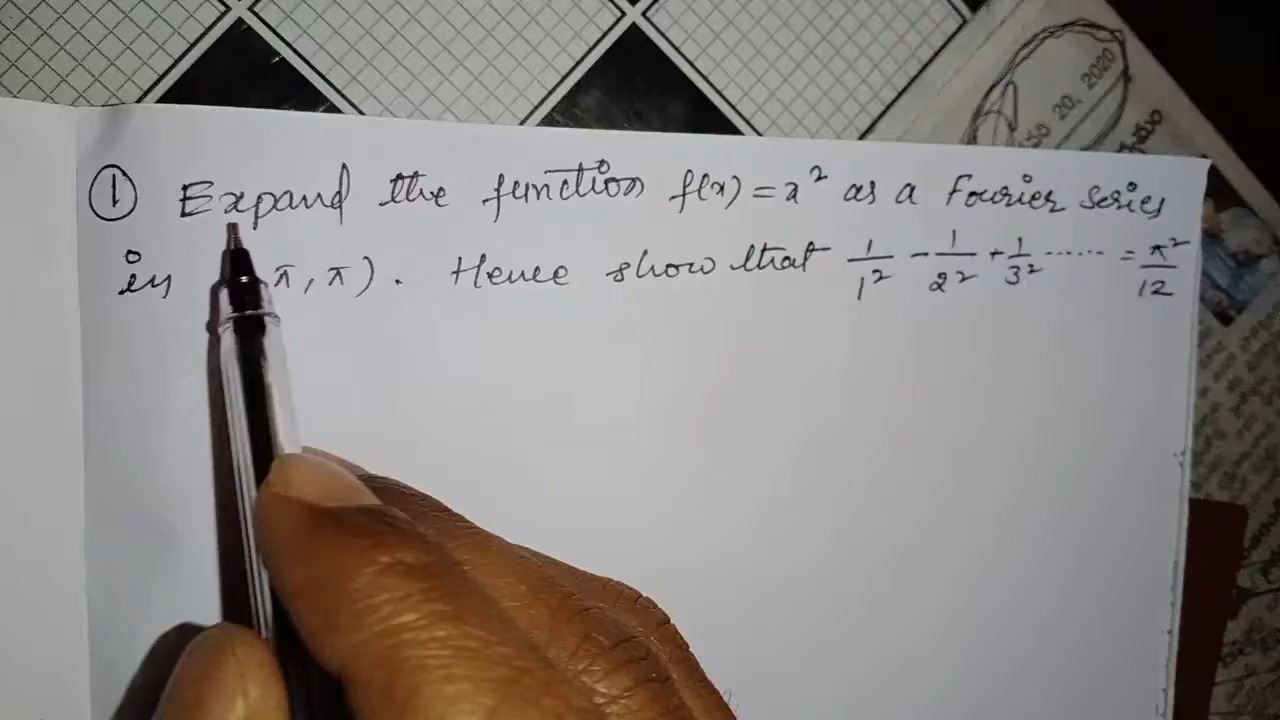 ① Expand the function f(x) = x² as a Fourier Series
in π, π). Hence show that 1/1² - 1/2² + 1/3² ...... = π²/12
20, 2020